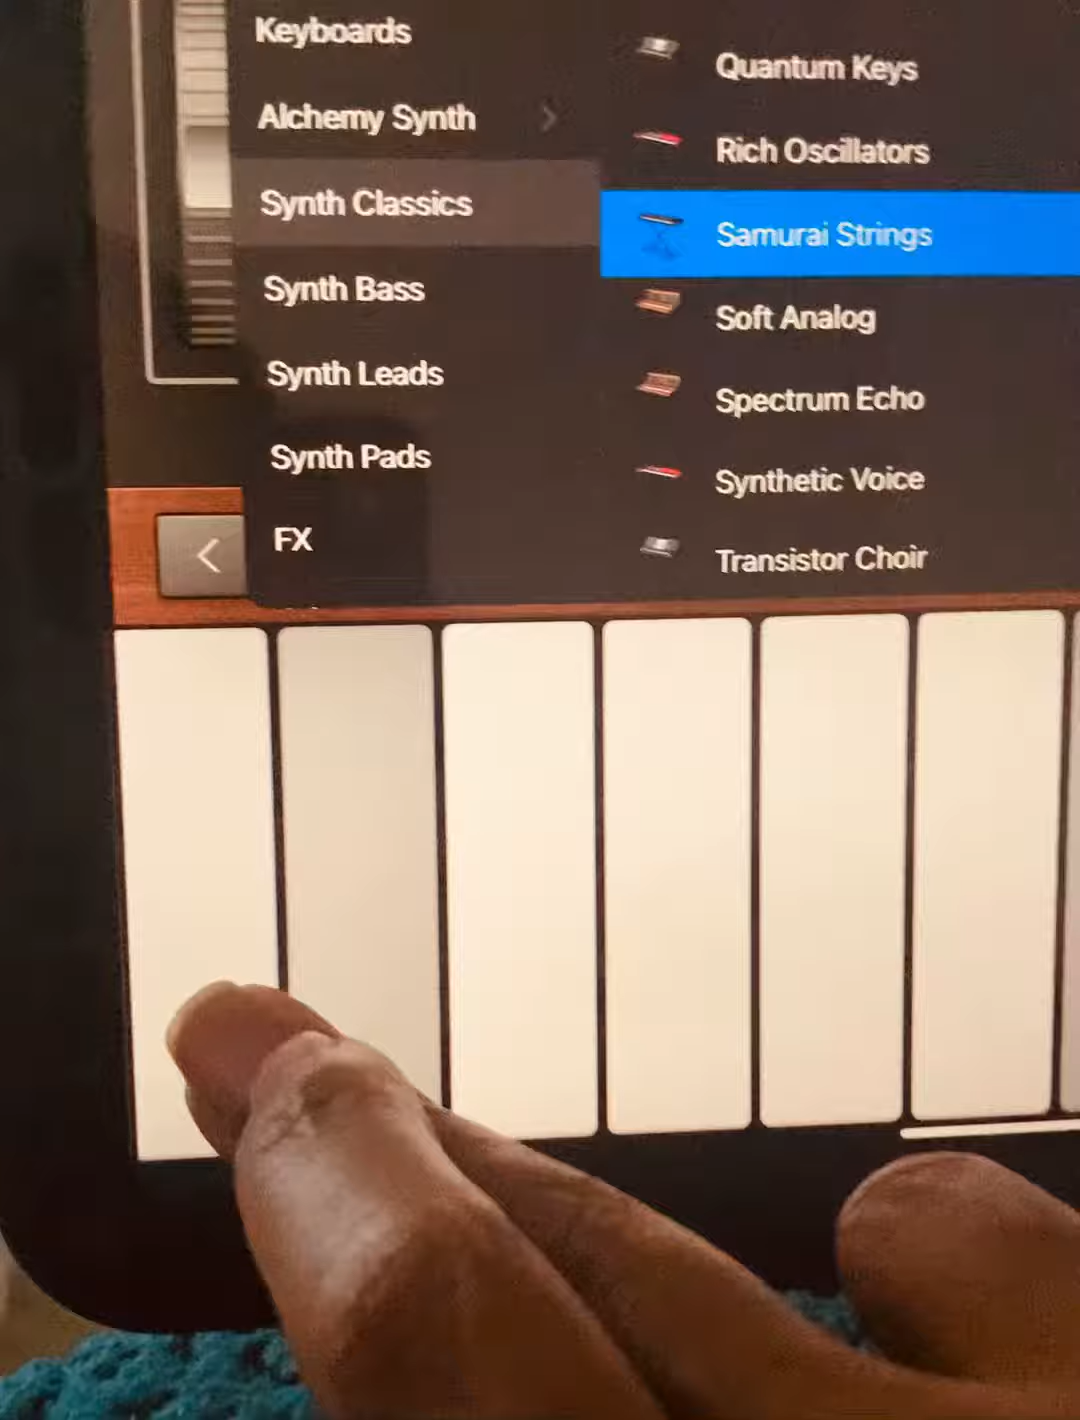 Keyboards
Alchemy Synth
Synth Classics
Synth Bass
Synth Leads
Synth Pads
FX
Quantum Keys
Rich Oscillators
Samurai Strings
Soft Analog
Spectrum Echo
Synthetic Voice
Transistor Choir